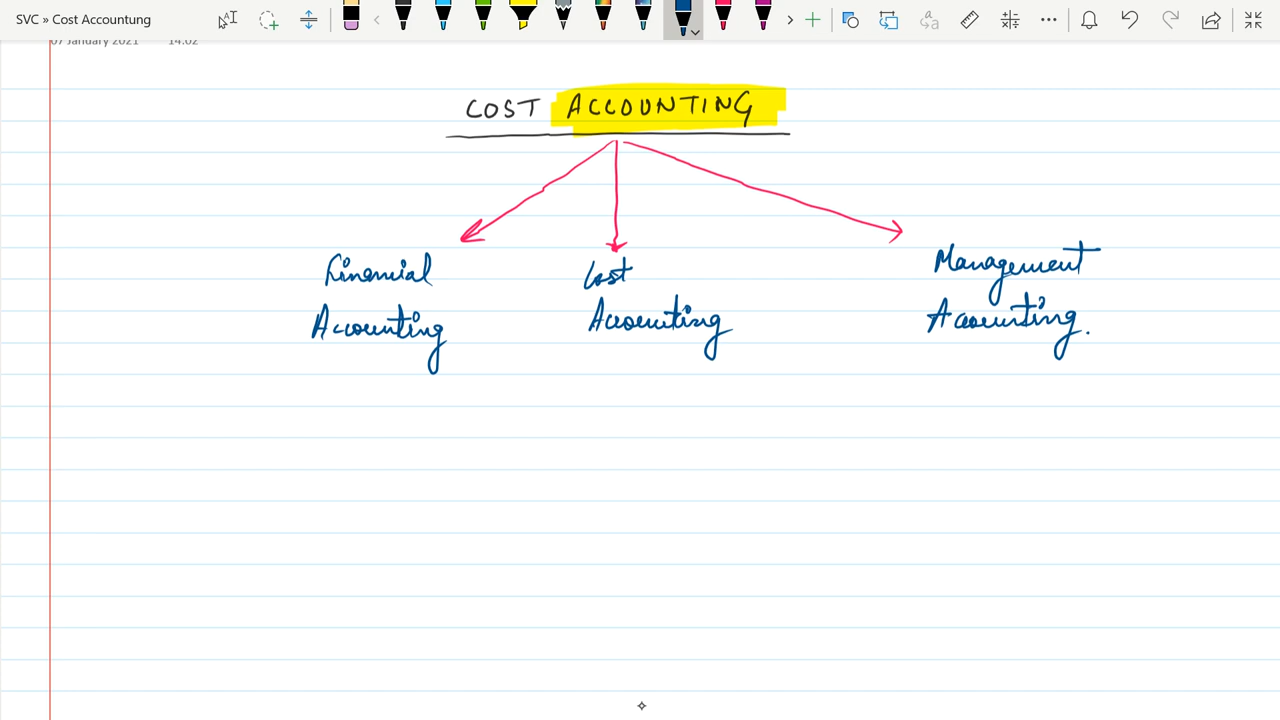 SVC » Cost Accountung
07 January 2021 14:02
COST ACCOUNTING
Financial
Accounting
Cost
Accounting
Management
Accounting.